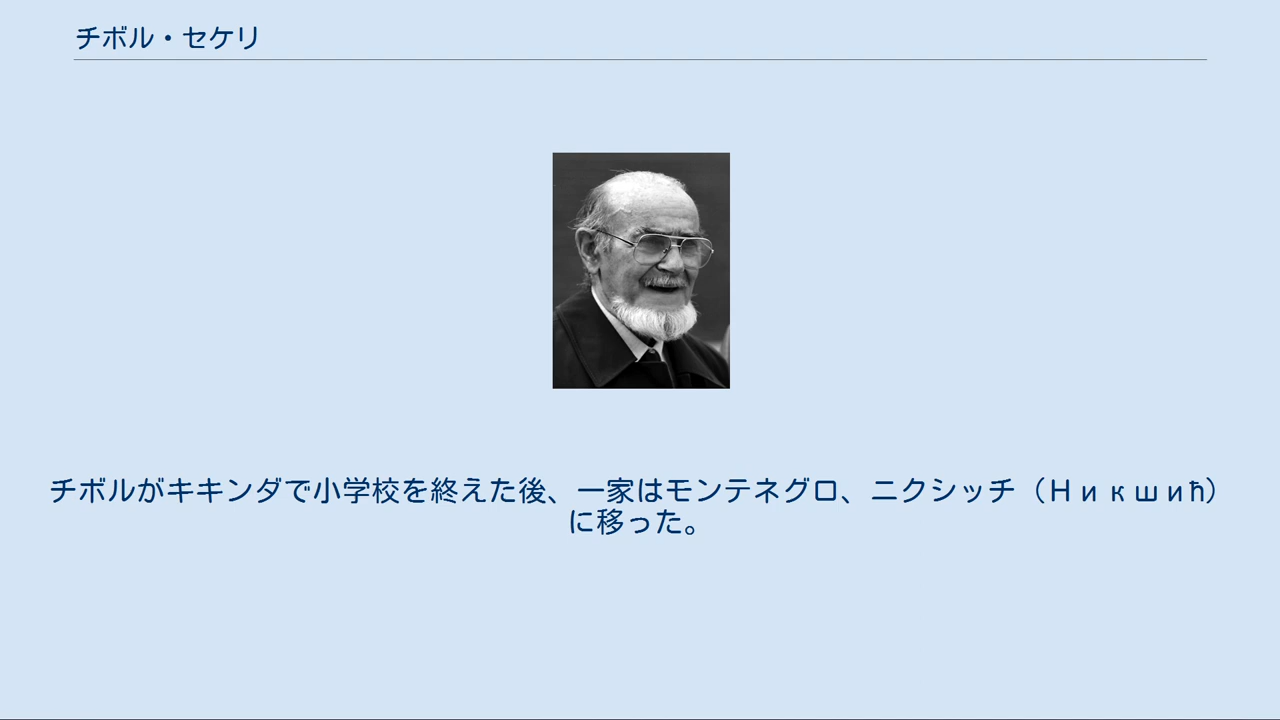 チボル・セケリ
チボルがキキンダで小学校を終えた後、一家はモンテネグロ、ニクシッチ（Никшић）
に移った。